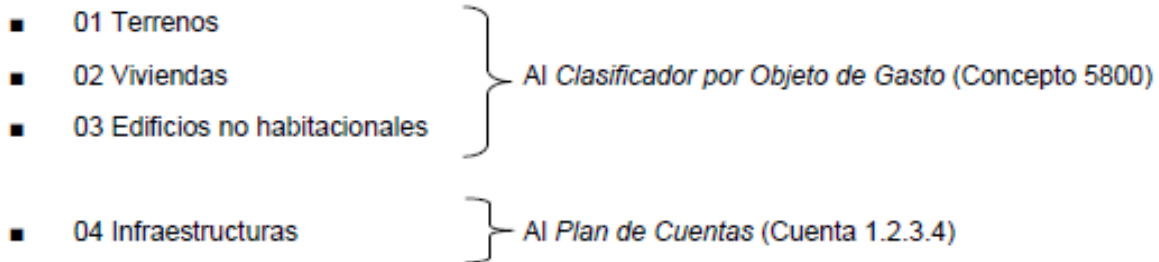 ▪ 01 Terrenos
▪ 02 Viviendas
Al Clasificador por Objeto de Gasto (Concepto 5800)
▪ 03 Edificios no habitacionales
▪ 04 Infraestructuras
Al Plan de Cuentas (Cuenta 1.2.3.4)